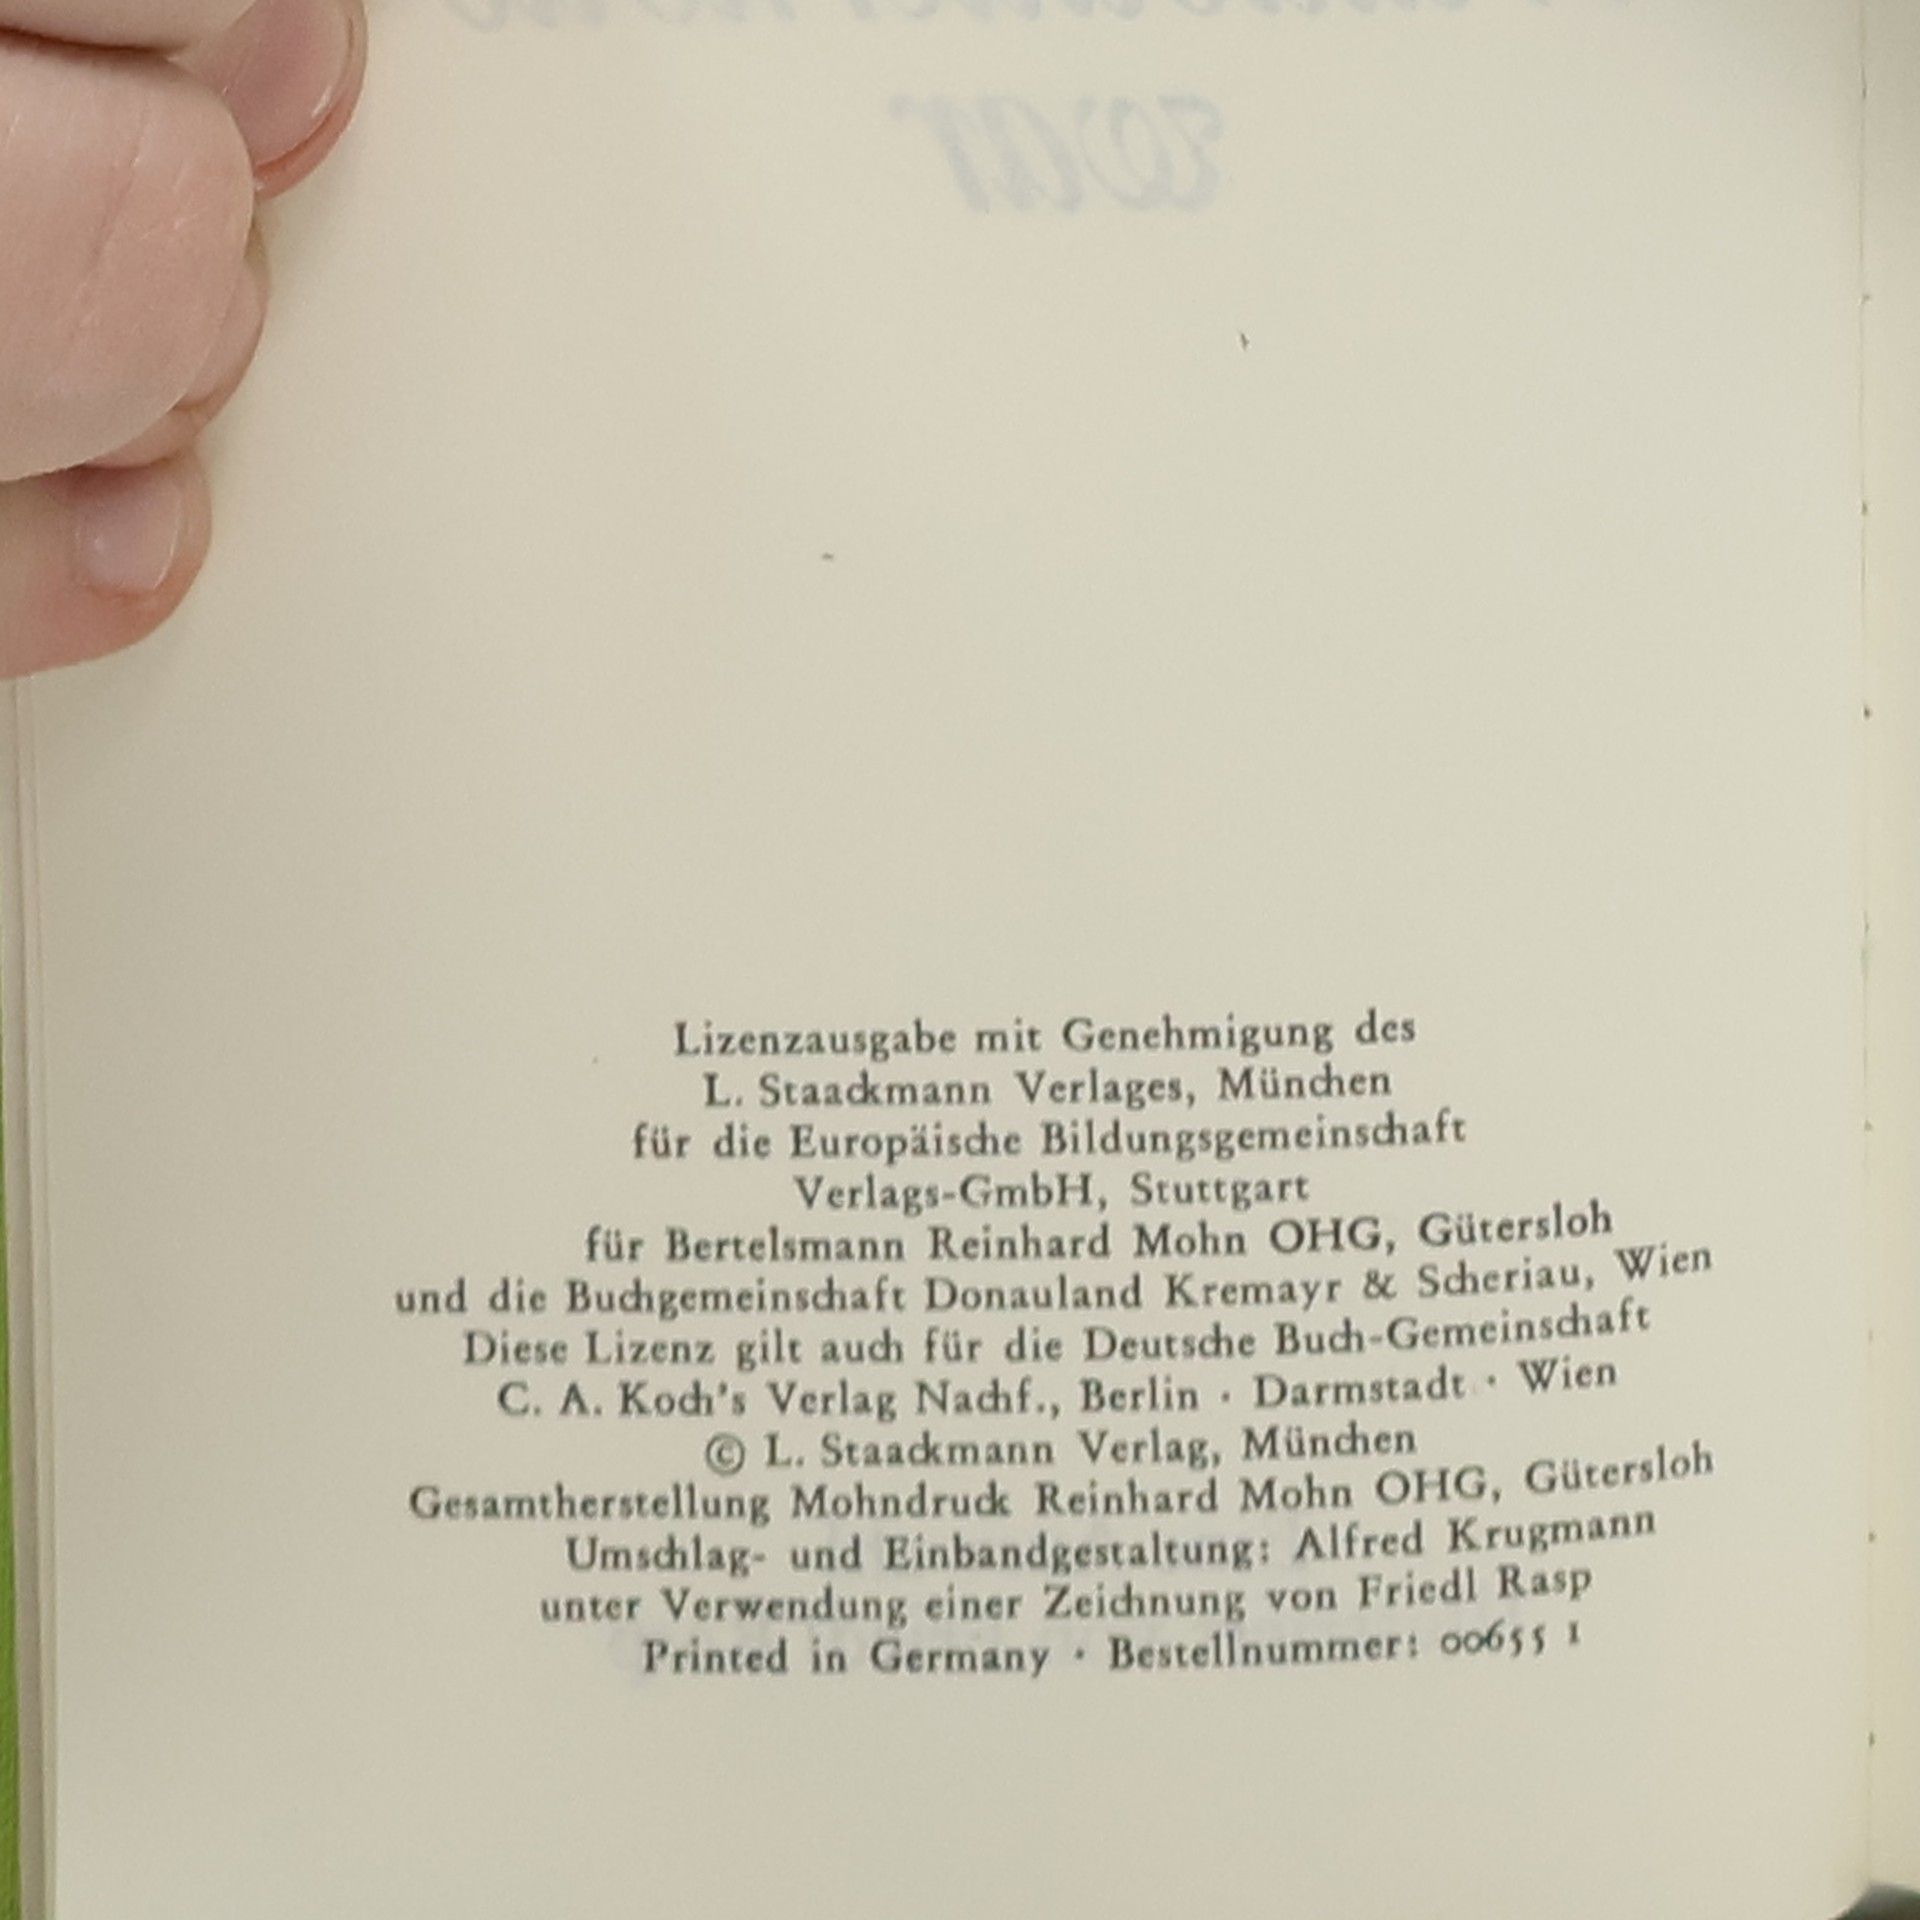 Lizenzausgabe mit Genehmigung des
L. Staackmann Verlages, München
für die Europäische Bildungsgemeinschaft
Verlags-GmbH, Stuttgart
für Bertelsmann Reinhard Mohn OHG, Gütersloh
und die Buchgemeinschaft Donauland Kremayr & Scheriau, Wien
Diese Lizenz gilt auch für die Deutsche Buch-Gemeinschaft
C. A. Koch's Verlag Nachf., Berlin · Darmstadt · Wien
© L. Staackmann Verlag, München
Gesamtherstellung Mohndruck Reinhard Mohn OHG, Gütersloh
Umschlag- und Einbandgestaltung: Alfred Krugmann
unter Verwendung einer Zeichnung von Friedl Rasp
Printed in Germany · Bestellnummer: 00655 1